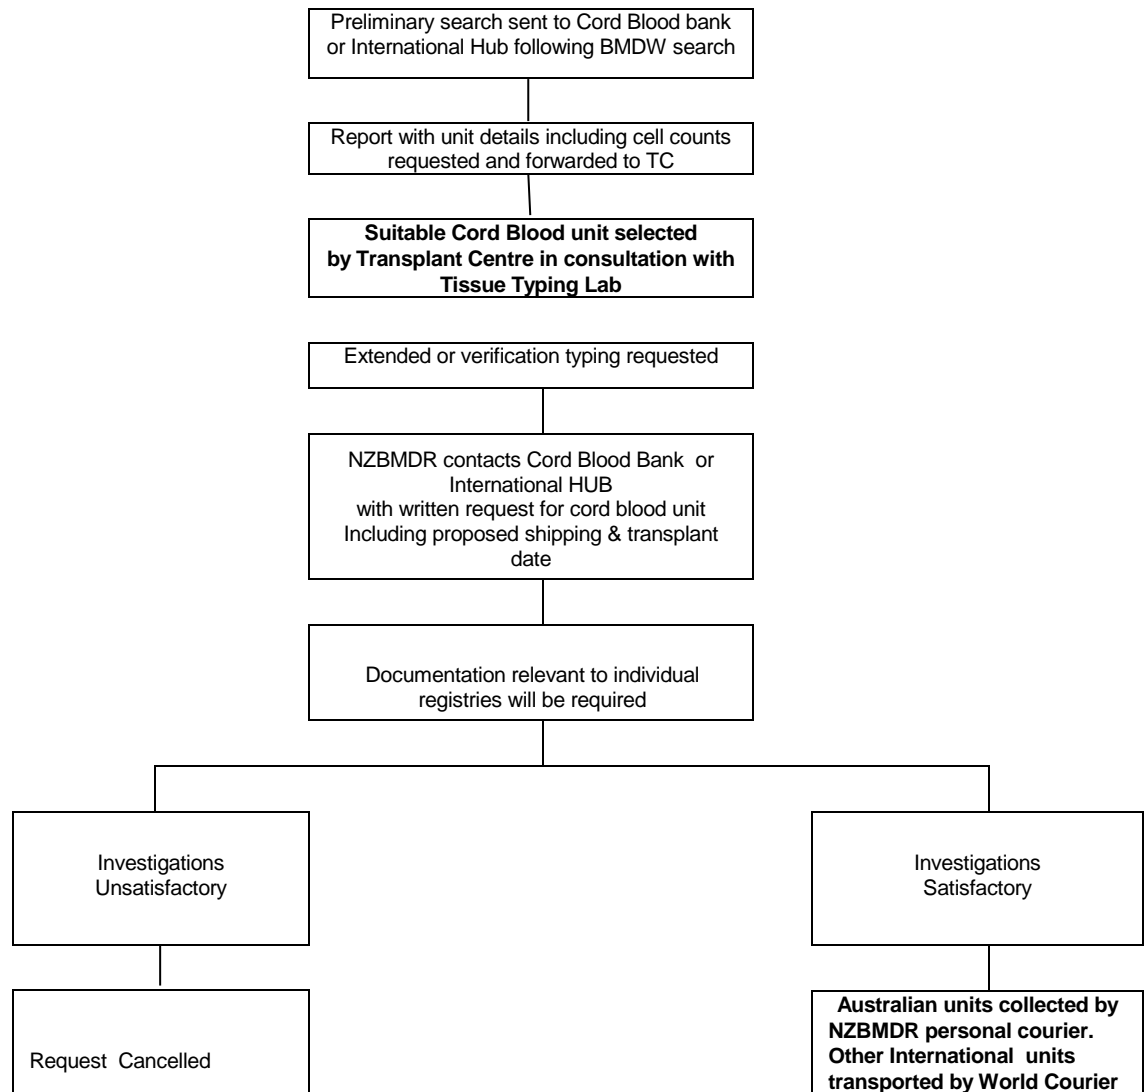 Preliminary search sent to Cord Blood bank
or International Hub following BMDW search
Report with unit details including cell counts
requested and forwarded to TC
Suitable Cord Blood unit selected
by Transplant Centre in consultation with
Tissue Typing Lab
Extended or verification typing requested
NZBMDR contacts Cord Blood Bank or
International HUB
with written request for cord blood unit
Including proposed shipping & transplant
date
Documentation relevant to individual
registries will be required
Investigations
Unsatisfactory
Investigations
Satisfactory
Request Cancelled
Australian units collected by
NZBMDR personal courier.
Other International units
transported by World Courier